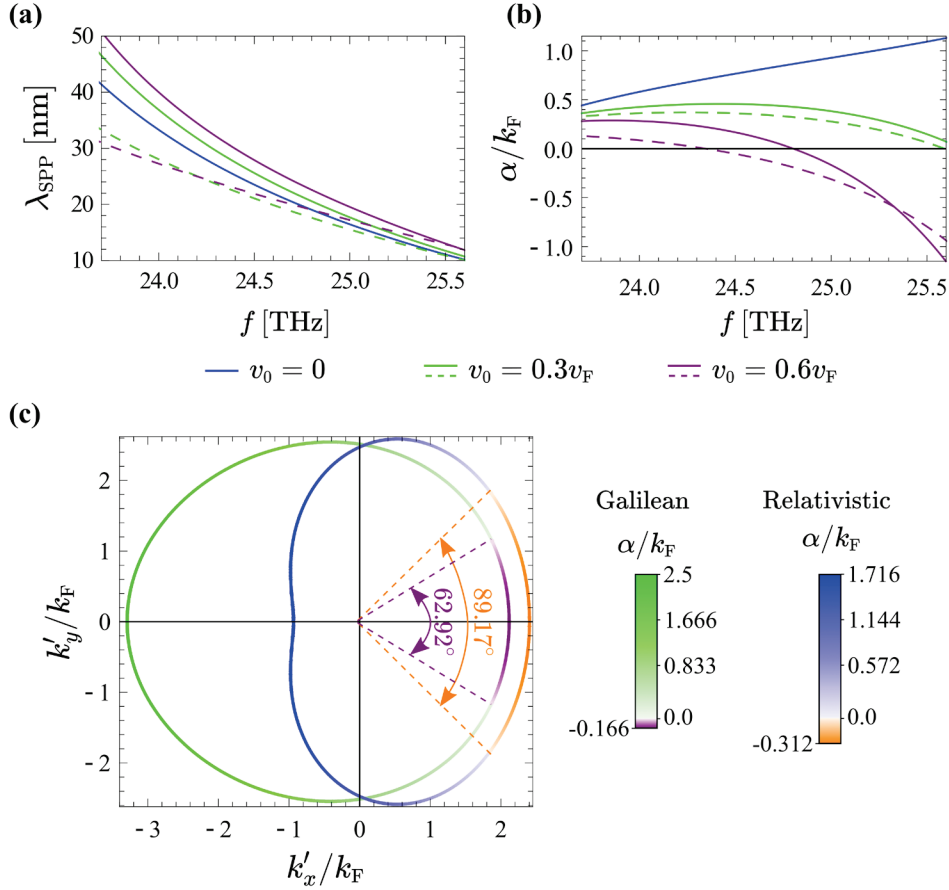 (a)
(b)
50
40
30
20
10
λSPP [nm]
24.0 24.5 25.0 25.5
f [THz]
1.0
0.5
0.0
-0.5
-1.0
α/kF
24.0 24.5 25.0 25.5
f [THz]
v0 = 0
v0 = 0.3vF
v0 = 0.6vF
(c)
2
1
0
-1
-2
k′y/kF
-3 -2 -1 0 1 2
k′x/kF
62.92°
89.17°
Galilean
α/kF
2.5
1.666
0.833
0.0
-0.166
Relativistic
α/kF
1.716
1.144
0.572
0.0
-0.312